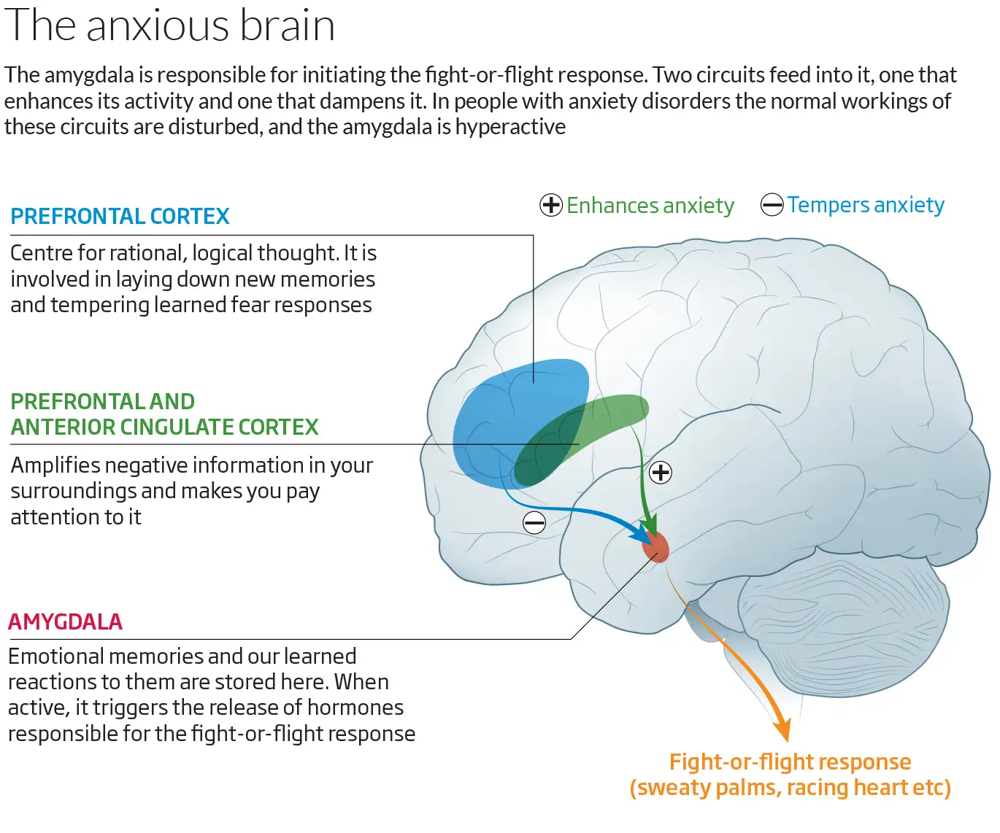 The anxious brain
The amygdala is responsible for initiating the fight-or-flight response. Two circuits feed into it, one that
enhances its activity and one that dampens it. In people with anxiety disorders the normal workings of
these circuits are disturbed, and the amygdala is hyperactive
+ Enhances anxiety
− Tempers anxiety
PREFRONTAL CORTEX
Centre for rational, logical thought. It is
involved in laying down new memories
and tempering learned fear responses
PREFRONTAL AND
ANTERIOR CINGULATE CORTEX
Amplifies negative information in your
surroundings and makes you pay
attention to it
+
−
AMYGDALA
Emotional memories and our learned
reactions to them are stored here. When
active, it triggers the release of hormones
responsible for the fight-or-flight response
Fight-or-flight response
(sweaty palms, racing heart etc)